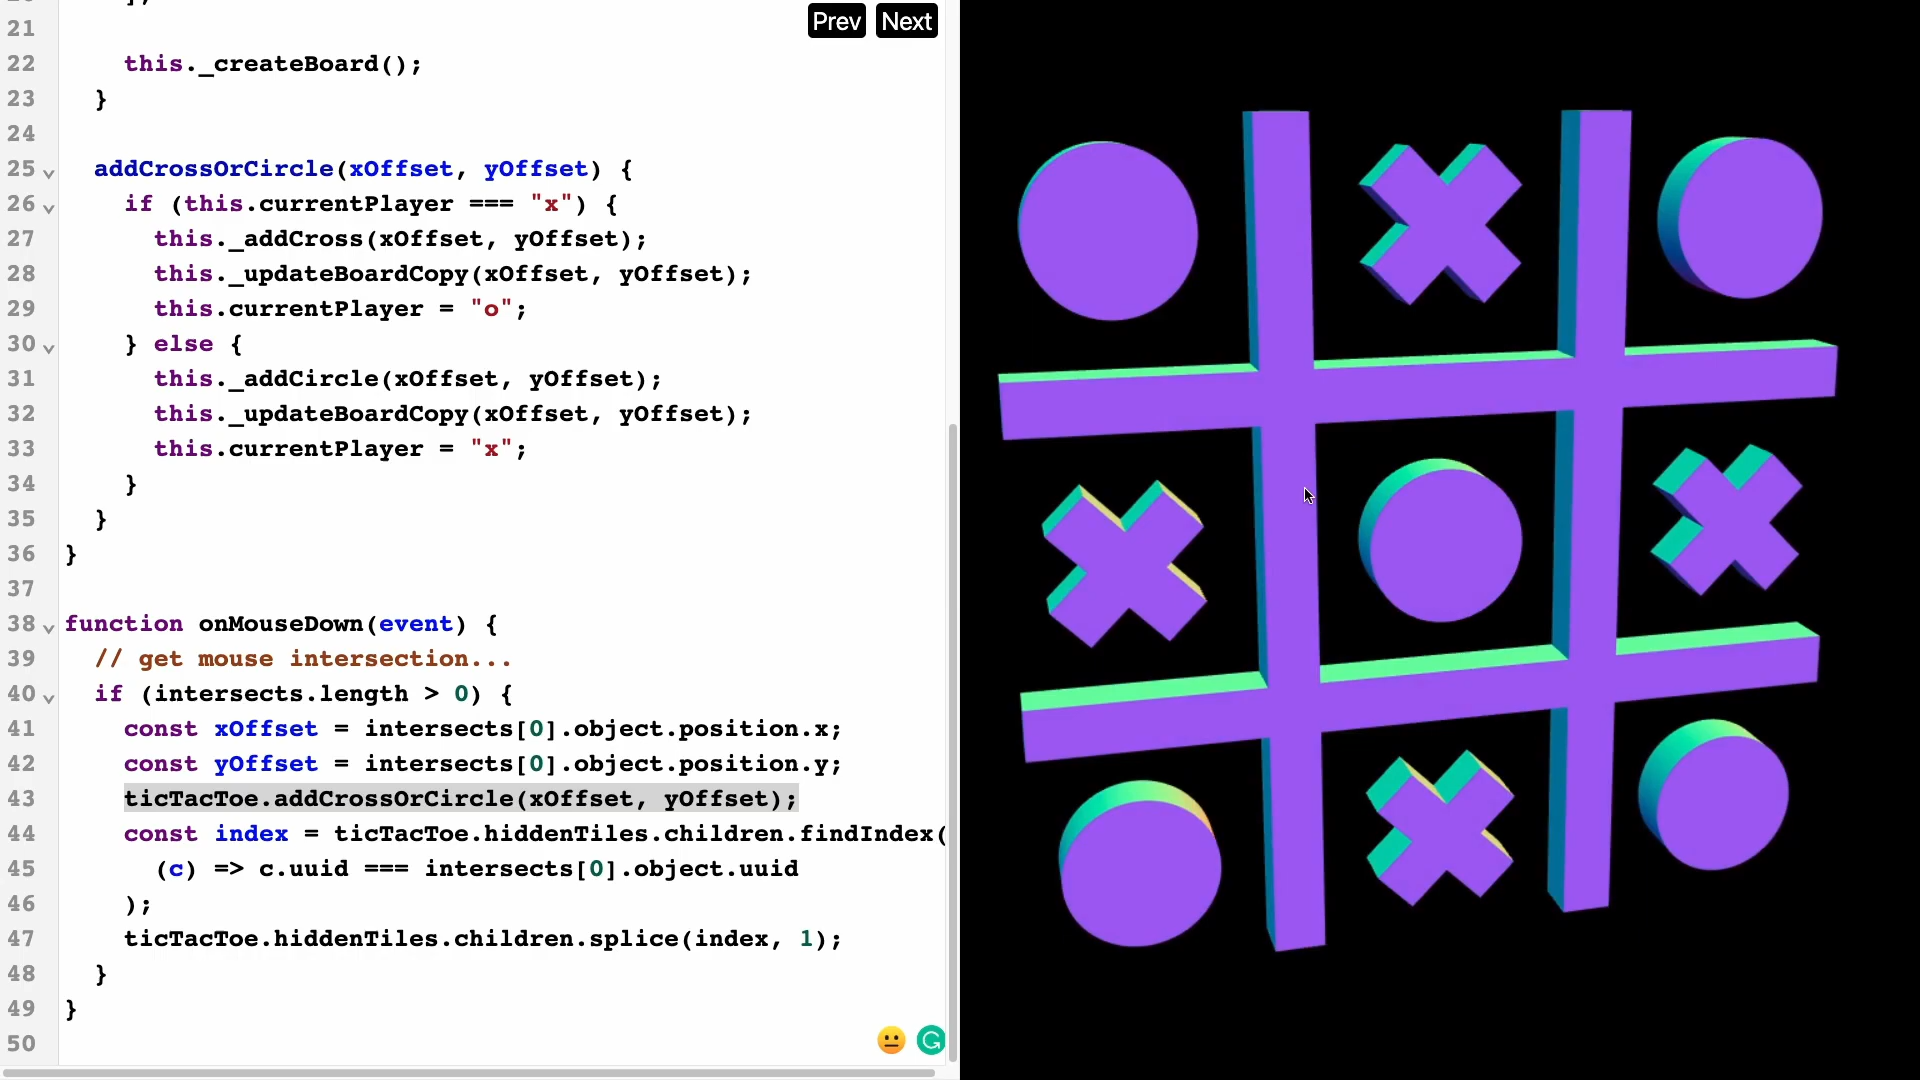 Prev Next
21
22 this._createBoard();
23 }
24
25 addCrossOrCircle(xOffset, yOffset) {
26 if (this.currentPlayer === "x") {
27 this._addCross(xOffset, yOffset);
28 this._updateBoardCopy(xOffset, yOffset);
29 this.currentPlayer = "o";
30 } else {
31 this._addCircle(xOffset, yOffset);
32 this._updateBoardCopy(xOffset, yOffset);
33 this.currentPlayer = "x";
34 }
35 }
36 }
37
38 function onMouseDown(event) {
39 // get mouse intersection...
40 if (intersects.length > 0) {
41 const xOffset = intersects[0].object.position.x;
42 const yOffset = intersects[0].object.position.y;
43 ticTacToe.addCrossOrCircle(xOffset, yOffset);
44 const index = ticTacToe.hiddenTiles.children.findIndex(
45 (c) => c.uuid === intersects[0].object.uuid
46 );
47 ticTacToe.hiddenTiles.children.splice(index, 1);
48 }
49 }
50